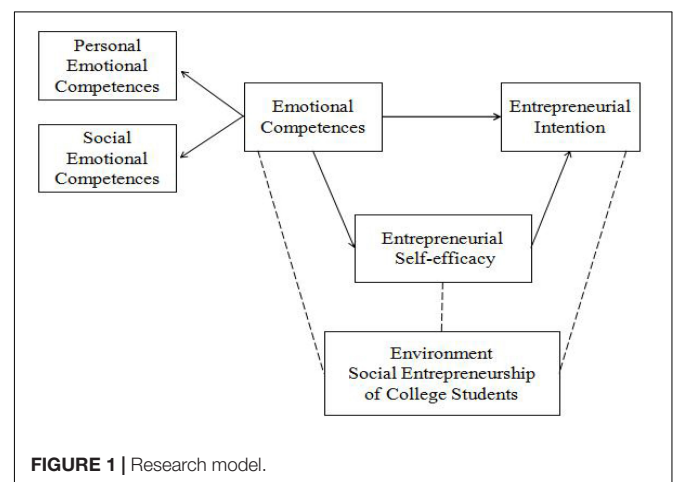 Personal
Emotional
Competences
Social
Emotional
Competences
Emotional
Competences
Entrepreneurial
Intention
Entrepreneurial
Self-efficacy
Environment
Social Entrepreneurship
of College Students
FIGURE 1 | Research model.